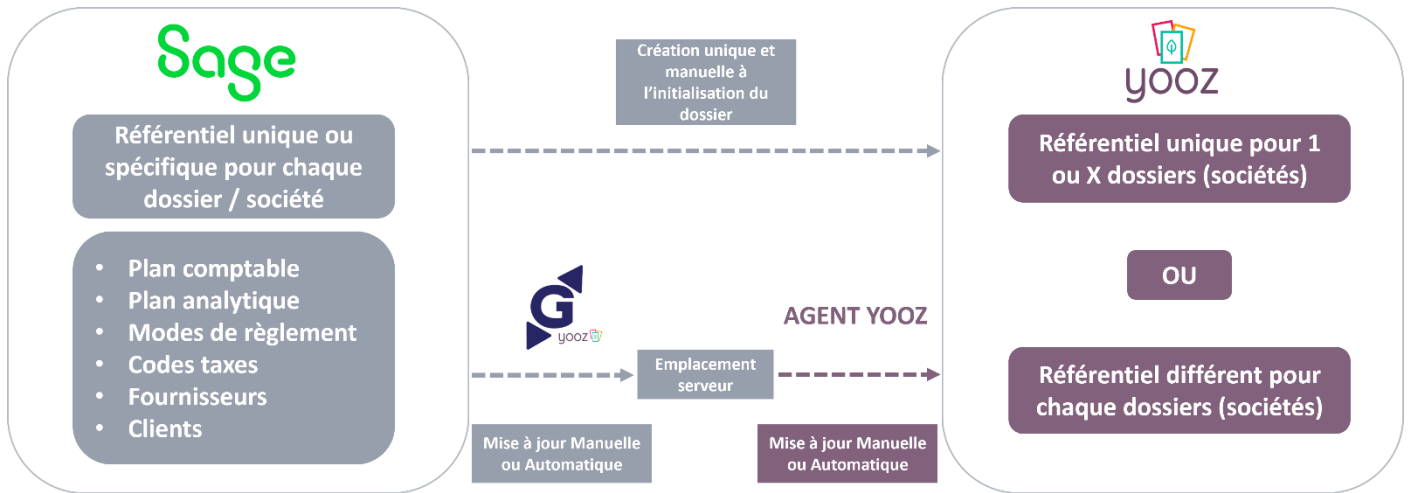 Sage
Référentiel unique ou
spécifique pour chaque
dossier / société
• Plan comptable
• Plan analytique
• Modes de règlement
• Codes taxes
• Fournisseurs
• Clients
Création unique et
manuelle à
l'initialisation du
dossier
G
yooz
AGENT YOOZ
Emplacement
serveur
Mise à jour Manuelle
ou Automatique
Mise à jour Manuelle
ou Automatique
yooz
Référentiel unique pour 1
ou X dossiers (sociétés)
OU
Référentiel différent pour
chaque dossiers (sociétés)